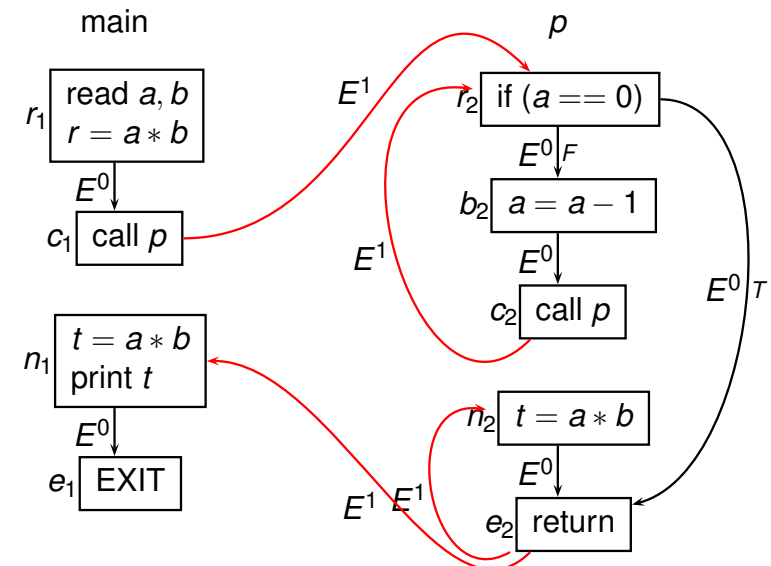 main
p
r₁
read a, b
r = a ∗ b
E⁰
c₁
call p
n₁
t = a ∗ b
print t
E⁰
e₁
EXIT
E¹
r₂
if (a == 0)
E⁰ F
b₂
a = a − 1
E⁰
E¹
c₂
call p
E⁰ T
n₂
t = a ∗ b
E⁰
E¹
E¹
e₂
return